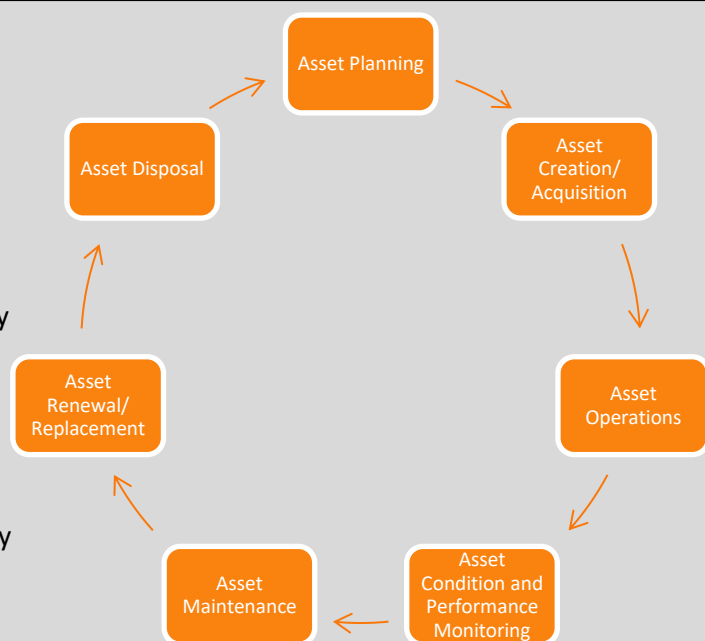 Asset Planning
Asset
Creation/
Acquisition
Asset
Operations
Asset
Condition and
Performance
Monitoring
Asset
Maintenance
Asset
Renewal/
Replacement
Asset Disposal
y
y